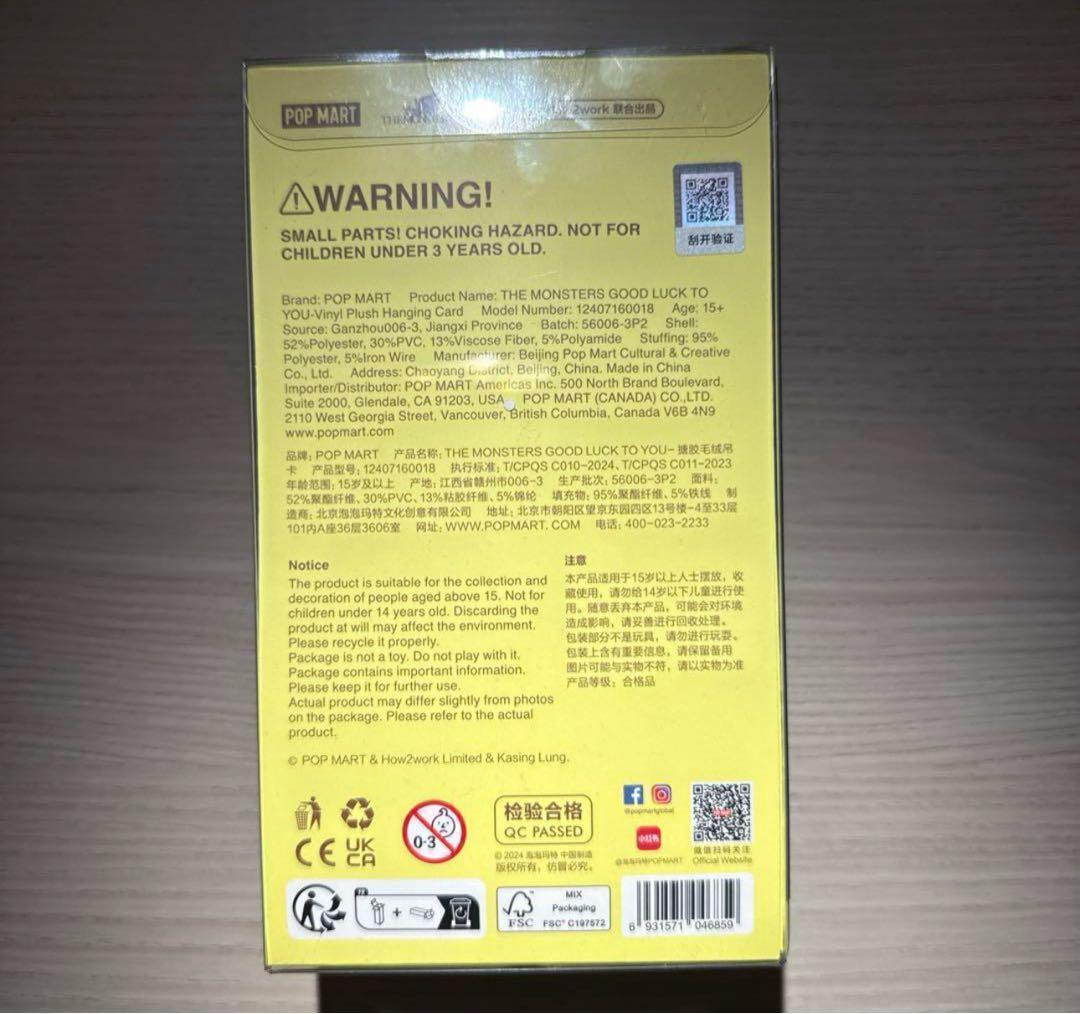 POP MART
2work 联合出品
WARNING!
SMALL PARTS! CHOKING HAZARD. NOT FOR
CHILDREN UNDER 3 YEARS OLD.
刮开验证
Brand: POP MART Product Name: THE MONSTERS GOOD LUCK TO
YOU-Vinyl Plush Hanging Card Model Number: 12407160018 Age: 15+
Source: Ganzhou006-3, Jiangxi Province Batch: 56006-3P2 Shell:
52%Polyester, 30%PVC, 13%Viscose Fiber, 5%Polyamide Stuffing: 95%
Polyester, 5%Iron Wire Manufacturer: Beijing Pop Mart Cultural & Creative
Co., Ltd. Address: Chaoyang District, Beijing, China. Made in China
Importer/Distributor: POP MART Americas Inc. 500 North Brand Boulevard,
Suite 2000, Glendale, CA 91203, USA POP MART (CANADA) CO.,LTD.
2110 West Georgia Street, Vancouver, British Columbia, Canada V6B 4N9
www.popmart.com
品牌: POP MART 产品名称: THE MONSTERS GOOD LUCK TO YOU- 搪胶毛绒吊
卡 产品型号: 12407160018 执行标准: T/CPQS C010-2024、T/CPQS C011-2023
年龄范围: 15岁及以上 产地: 江西省赣州市006-3 生产批次: 56006-3P2 面料:
52%聚酯纤维、30%PVC、13%粘胶纤维、5%锦纶 填充物: 95%聚酯纤维、5%铁线 制
造商: 北京泡泡玛特文化创意有限公司 地址: 北京市朝阳区望京东园四区13号楼-4至33层
101内A座36层3606室 网址: WWW.POPMART. COM 电话: 400-023-2233
Notice
The product is suitable for the collection and
decoration of people aged above 15. Not for
children under 14 years old. Discarding the
product at will may affect the environment.
Please recycle it properly.
Package is not a toy. Do not play with it.
Package contains important information.
Please keep it for further use.
Actual product may differ slightly from photos
on the package. Please refer to the actual
product.
注意
本产品适用于15岁以上人士摆放，收
藏使用，请勿给14岁以下儿童进行使
用。随意丢弃本产品，可能会对环境
造成影响，请妥善进行回收处理。
包装部分不是玩具，请勿进行玩耍。
包装上含有重要信息，请保留备用
图片可能与实物不符，请以实物为准
产品等级：合格品
© POP MART & How2work Limited & Kasing Lung.
CE
UK
CA
0-3
检验合格
QC PASSED
© 2024 泡泡玛特 中国制造
版权所有，仿冒必究。
@popmartglobal
小红书
@泡泡玛特POPMART
微信扫码关注
Official Website
FR
FSC
MIX
Packaging
FSC® C197572
6 931571 046859